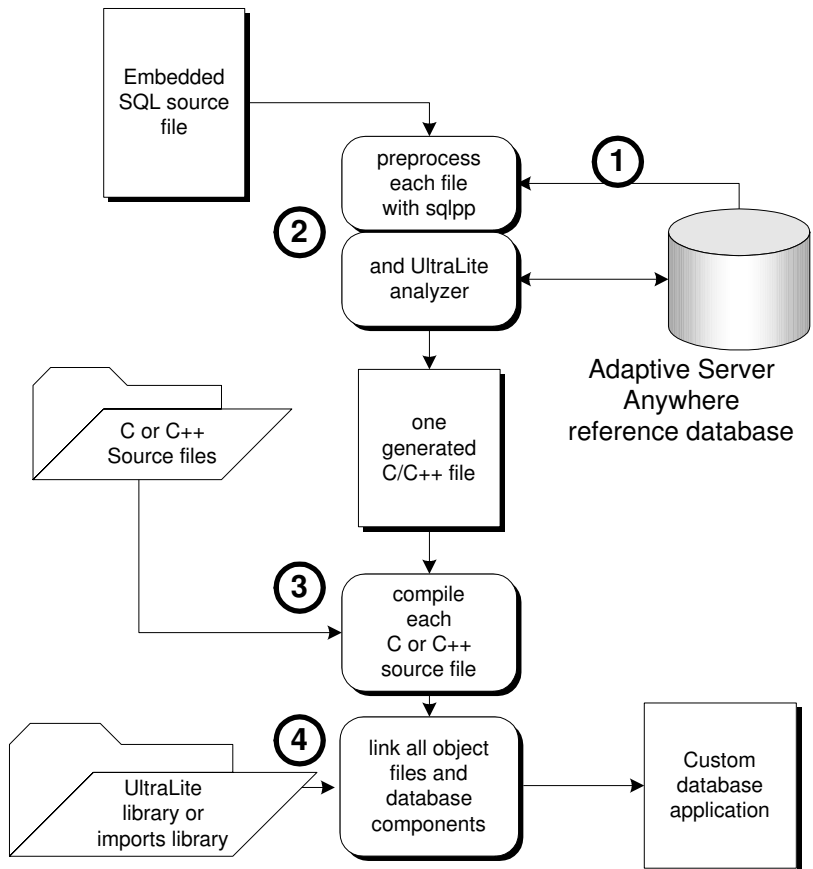 Embedded
SQL source
file
preprocess
each file
with sqlpp
1
2
and UltraLite
analyzer
Adaptive Server
Anywhere
reference database
C or C++
Source files
one
generated
C/C++ file
3
compile
each
C or C++
source file
4
UltraLite
library or
imports library
link all object
files and
database
components
Custom
database
application